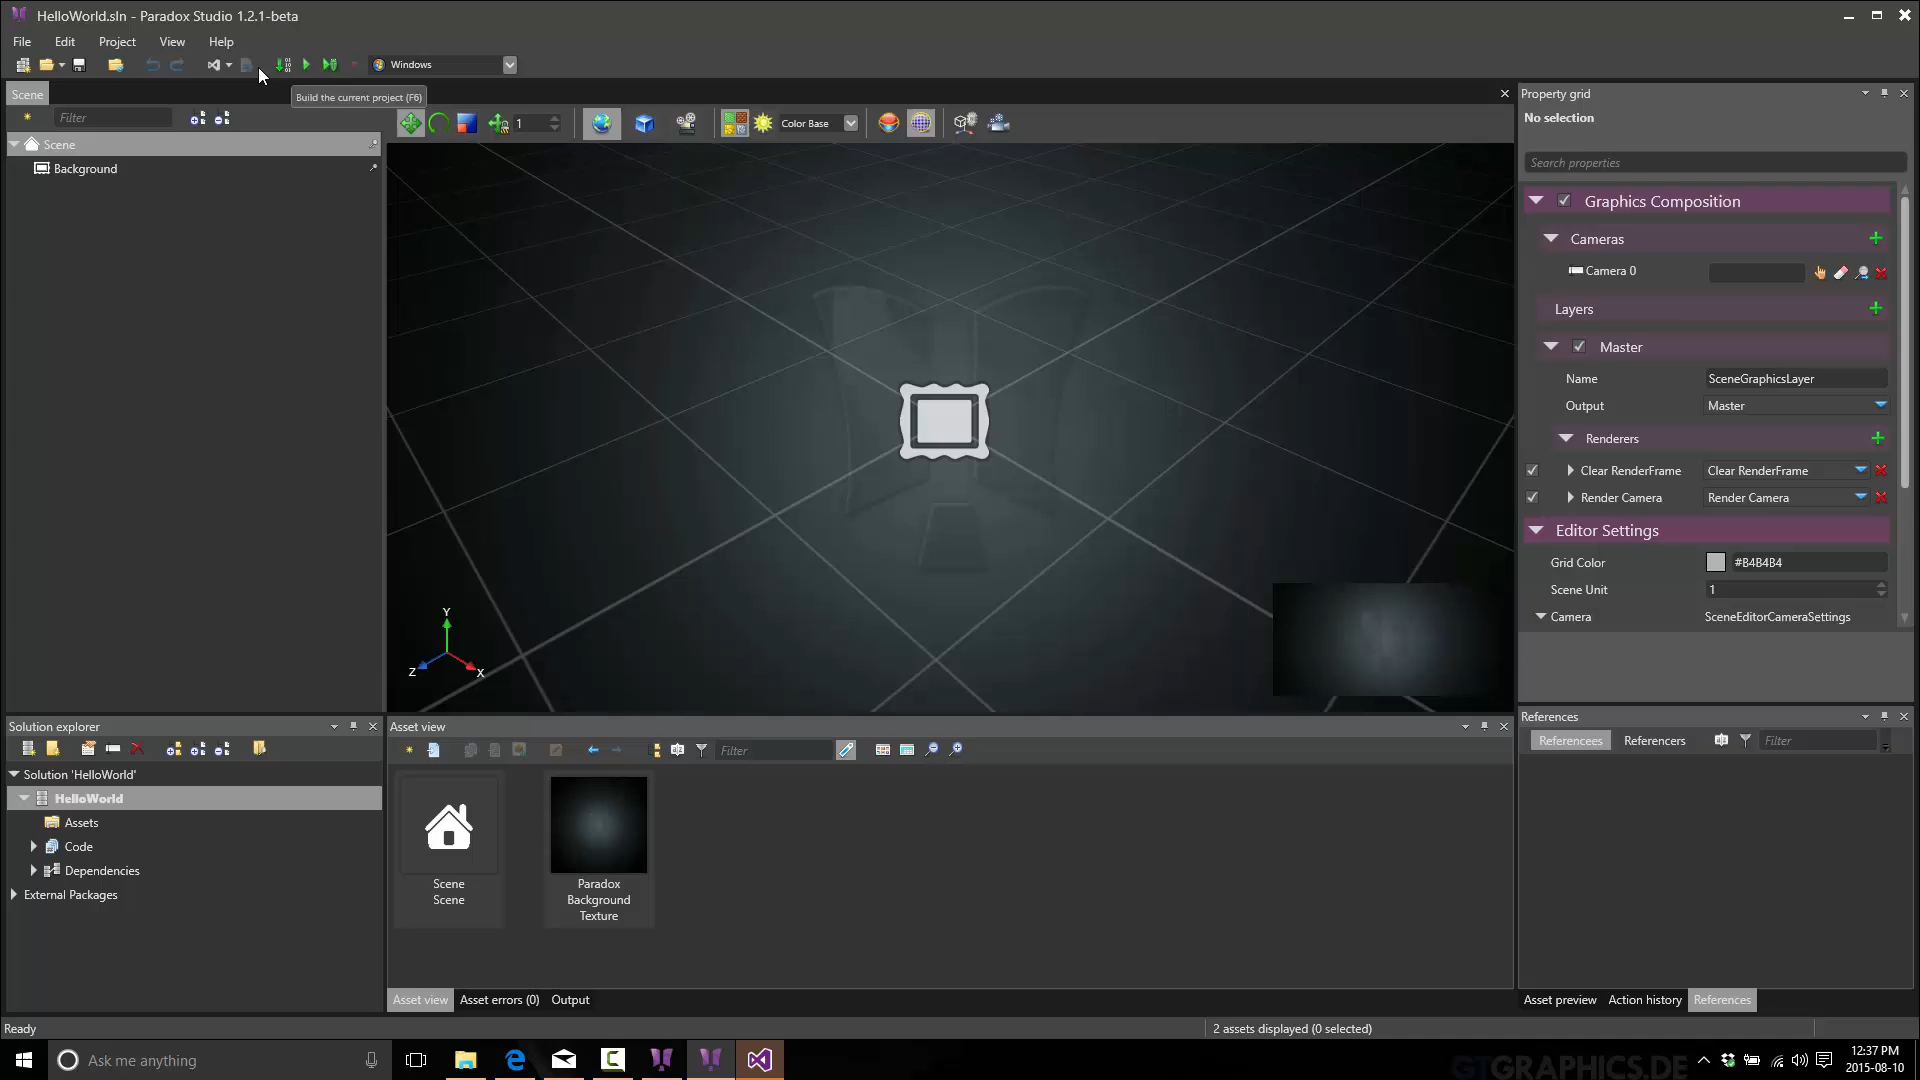 HelloWorld.sln - Paradox Studio 1.2.1-beta
File Edit Project View Help
Windows
Scene
Build the current project (F6)
Filter
1
Color Base
Scene
Background
Y
Z
X
Property grid
No selection
Search properties
Graphics Composition
Cameras
Camera 0
Layers
Master
Name SceneGraphicsLayer
Output Master
Renderers
Clear RenderFrame Clear RenderFrame
Render Camera Render Camera
Editor Settings
Grid Color #B4B4B4
Scene Unit 1
Camera SceneEditorCameraSettings
Solution explorer
Solution 'HelloWorld'
HelloWorld
Assets
Code
Dependencies
External Packages
Asset view
Filter
Scene
Scene
Paradox
Background
Texture
Asset view Asset errors (0) Output
References
Referencees Referencers Filter
Asset preview Action history References
Ready
2 assets displayed (0 selected)
Ask me anything
GTGRAPHICS.DE
12:37 PM
2015-08-10